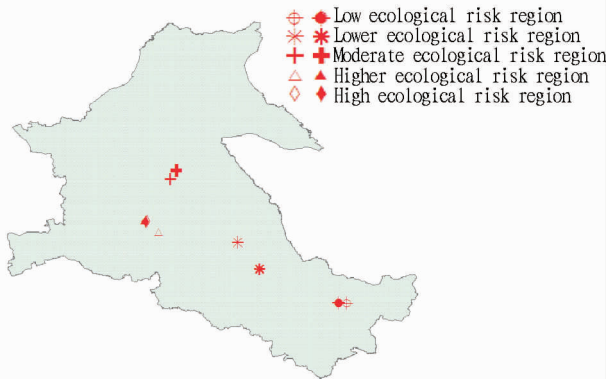 Low ecological risk region
Lower ecological risk region
Moderate ecological risk region
Higher ecological risk region
High ecological risk region